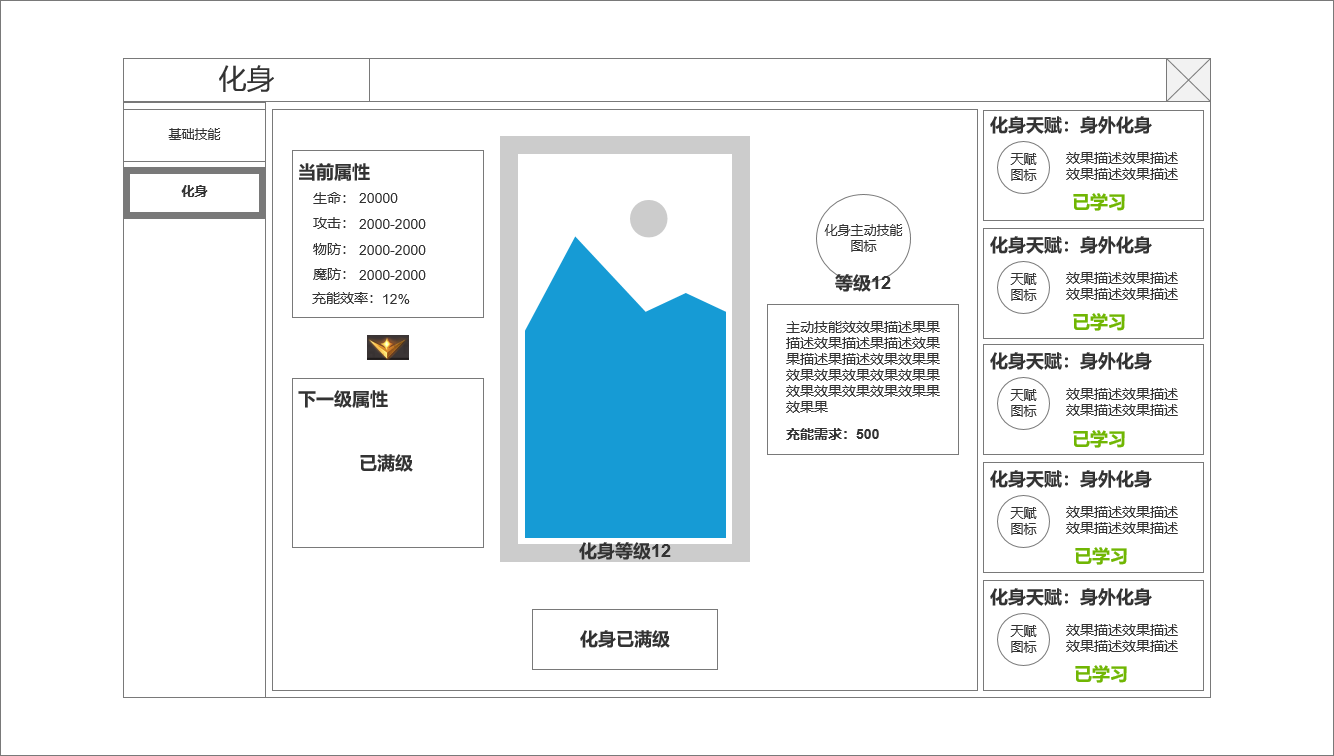 化身
基础技能
化身
当前属性
生命： 20000
攻击： 2000-2000
物防： 2000-2000
魔防： 2000-2000
充能效率：12%
下一级属性
已满级
化身等级12
化身已满级
化身主动技能
图标
等级12
主动技能效效果描述果果
描述效果描述果描述效果
果描述果描述效果效果果
效果效果效果效果效果果
效果效果效果效果效果果
效果果
充能需求：500
化身天赋：身外化身
天赋
图标
效果描述效果描述
效果描述效果描述
已学习
化身天赋：身外化身
天赋
图标
效果描述效果描述
效果描述效果描述
已学习
化身天赋：身外化身
天赋
图标
效果描述效果描述
效果描述效果描述
已学习
化身天赋：身外化身
天赋
图标
效果描述效果描述
效果描述效果描述
已学习
化身天赋：身外化身
天赋
图标
效果描述效果描述
效果描述效果描述
已学习